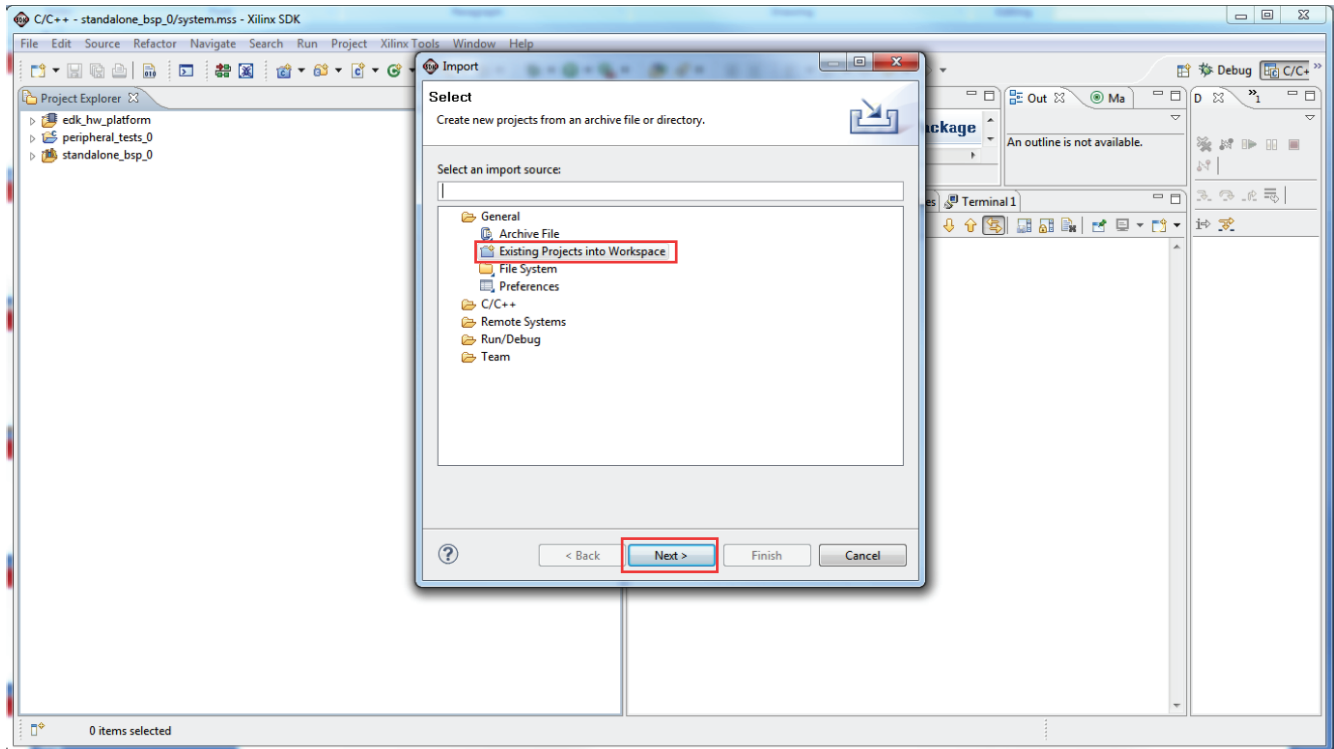 C/C++ - standalone_bsp_0/system.mss - Xilinx SDK
File Edit Source Refactor Navigate Search Run Project Xilinx Tools Window Help
Debug C/C+ »
Project Explorer
edk_hw_platform
peripheral_tests_0
standalone_bsp_0
Import
Select
Create new projects from an archive file or directory.
Select an import source:
General
Archive File
Existing Projects into Workspace
File System
Preferences
C/C++
Remote Systems
Run/Debug
Team
< Back Next > Finish Cancel
ckage
Out Ma
An outline is not available.
D »1
es Terminal 1
0 items selected